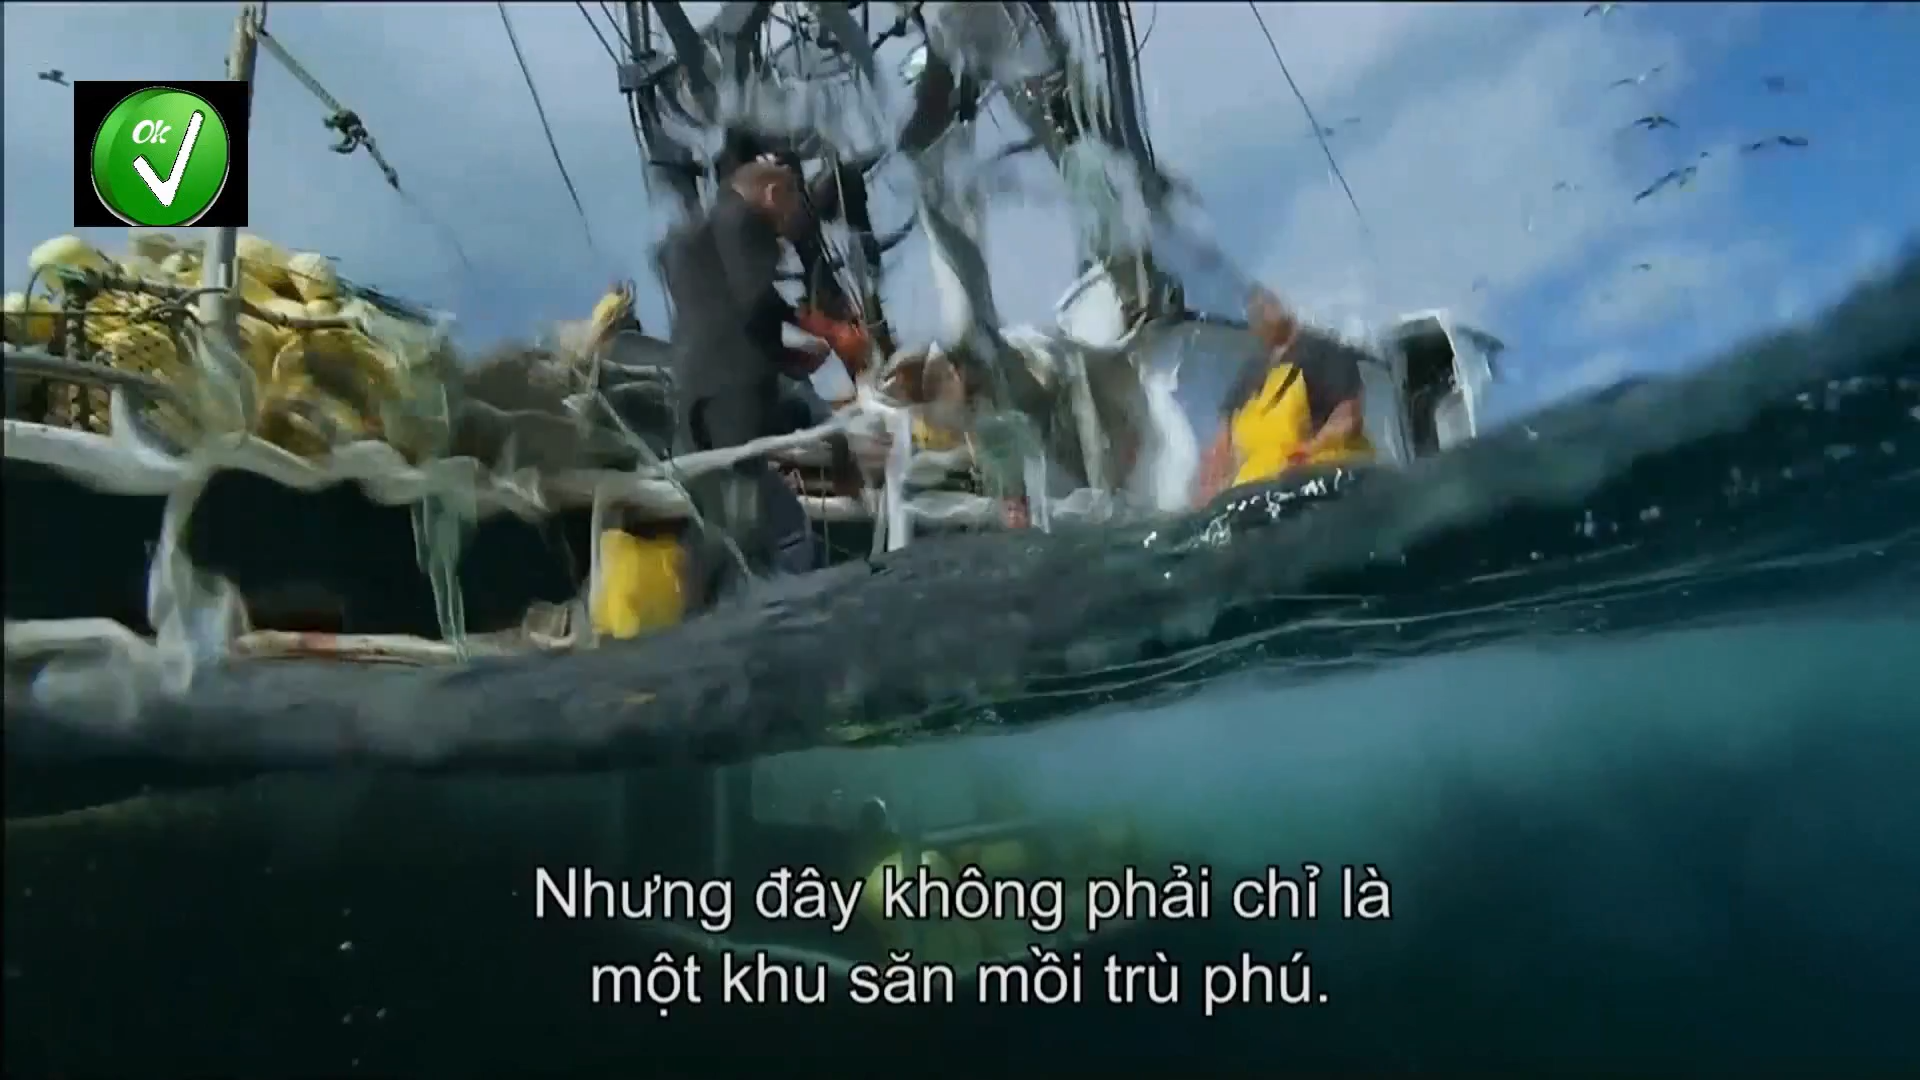 Ok
Nhưng đây không phải chỉ là
một khu săn mồi trù phú.